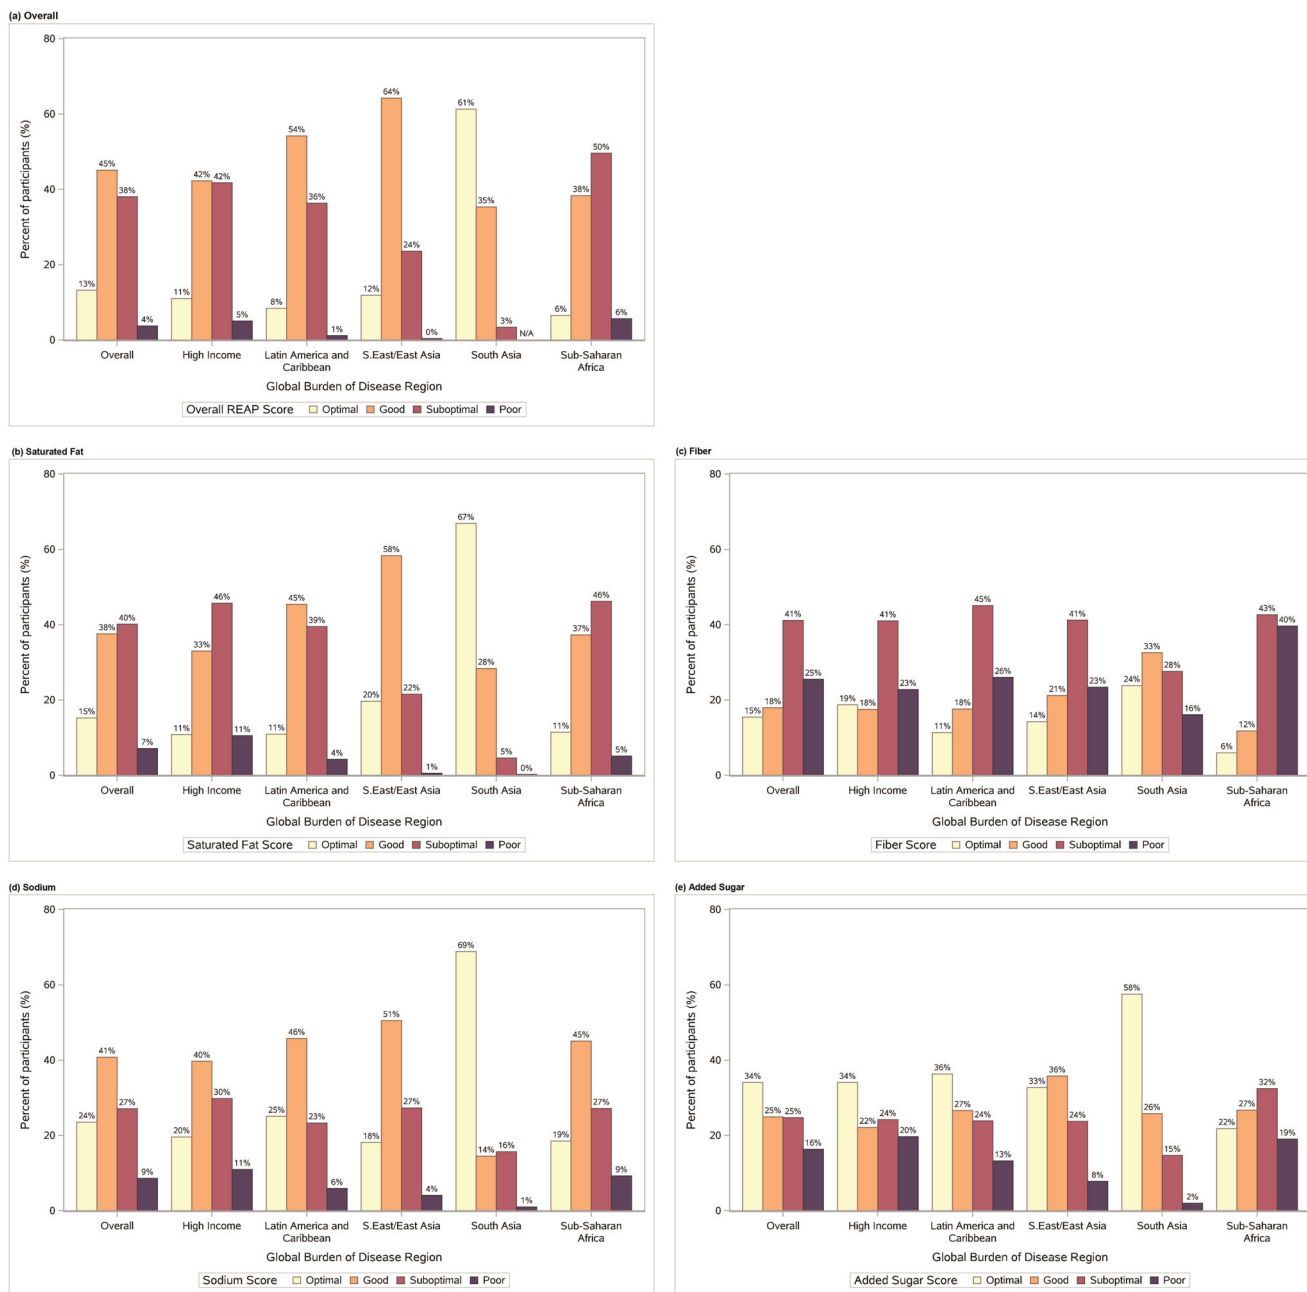 (a) Overall
80
60
40
20
0
Percent of participants (%)
13%
45%
38%
4%
11%
42%
42%
5%
8%
54%
36%
1%
12%
64%
24%
0%
61%
35%
3%
N/A
6%
38%
50%
6%
Overall
High Income
Latin America and
Caribbean
S.East/East Asia
South Asia
Sub-Saharan
Africa
Global Burden of Disease Region
Overall REAP Score Optimal Good Suboptimal Poor
(b) Saturated Fat
80
60
40
20
0
Percent of participants (%)
15%
38%
40%
7%
11%
33%
46%
11%
11%
45%
39%
4%
20%
58%
22%
1%
67%
28%
5%
0%
11%
37%
46%
5%
Overall
High Income
Latin America and
Caribbean
S.East/East Asia
South Asia
Sub-Saharan
Africa
Global Burden of Disease Region
Saturated Fat Score Optimal Good Suboptimal Poor
(c) Fiber
80
60
40
20
0
Percent of participants (%)
15%
18%
41%
25%
19%
18%
41%
23%
11%
18%
45%
26%
14%
21%
41%
23%
24%
33%
28%
16%
6%
12%
43%
40%
Overall
High Income
Latin America and
Caribbean
S.East/East Asia
South Asia
Sub-Saharan
Africa
Global Burden of Disease Region
Fiber Score Optimal Good Suboptimal Poor
(d) Sodium
80
60
40
20
0
Percent of participants (%)
24%
41%
27%
9%
20%
40%
30%
11%
25%
46%
23%
6%
18%
51%
27%
4%
69%
14%
16%
1%
19%
45%
27%
9%
Overall
High Income
Latin America and
Caribbean
S.East/East Asia
South Asia
Sub-Saharan
Africa
Global Burden of Disease Region
Sodium Score Optimal Good Suboptimal Poor
(e) Added Sugar
80
60
40
20
0
Percent of participants (%)
34%
25%
25%
16%
34%
22%
24%
20%
36%
27%
24%
13%
33%
36%
24%
8%
58%
26%
15%
2%
22%
27%
32%
19%
Overall
High Income
Latin America and
Caribbean
S.East/East Asia
South Asia
Sub-Saharan
Africa
Global Burden of Disease Region
Added Sugar Score Optimal Good Suboptimal Poor